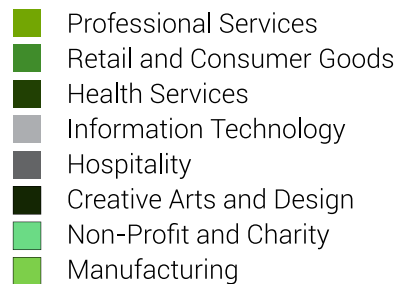 Professional Services
Retail and Consumer Goods
Health Services
Information Technology
Hospitality
Creative Arts and Design
Non-Profit and Charity
Manufacturing